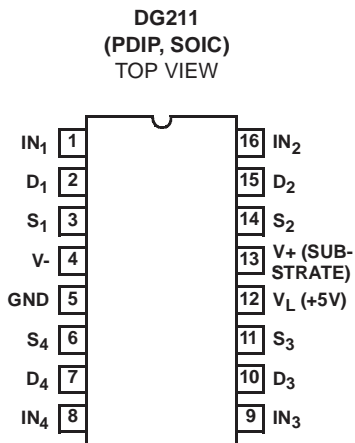 DG211
(PDIP, SOIC)
TOP VIEW
IN1 1 16 IN2
D1 2 15 D2
S1 3 14 S2
V- 4 13 V+ (SUB-
STRATE)
GND 5 12 VL (+5V)
S4 6 11 S3
D4 7 10 D3
IN4 8 9 IN3